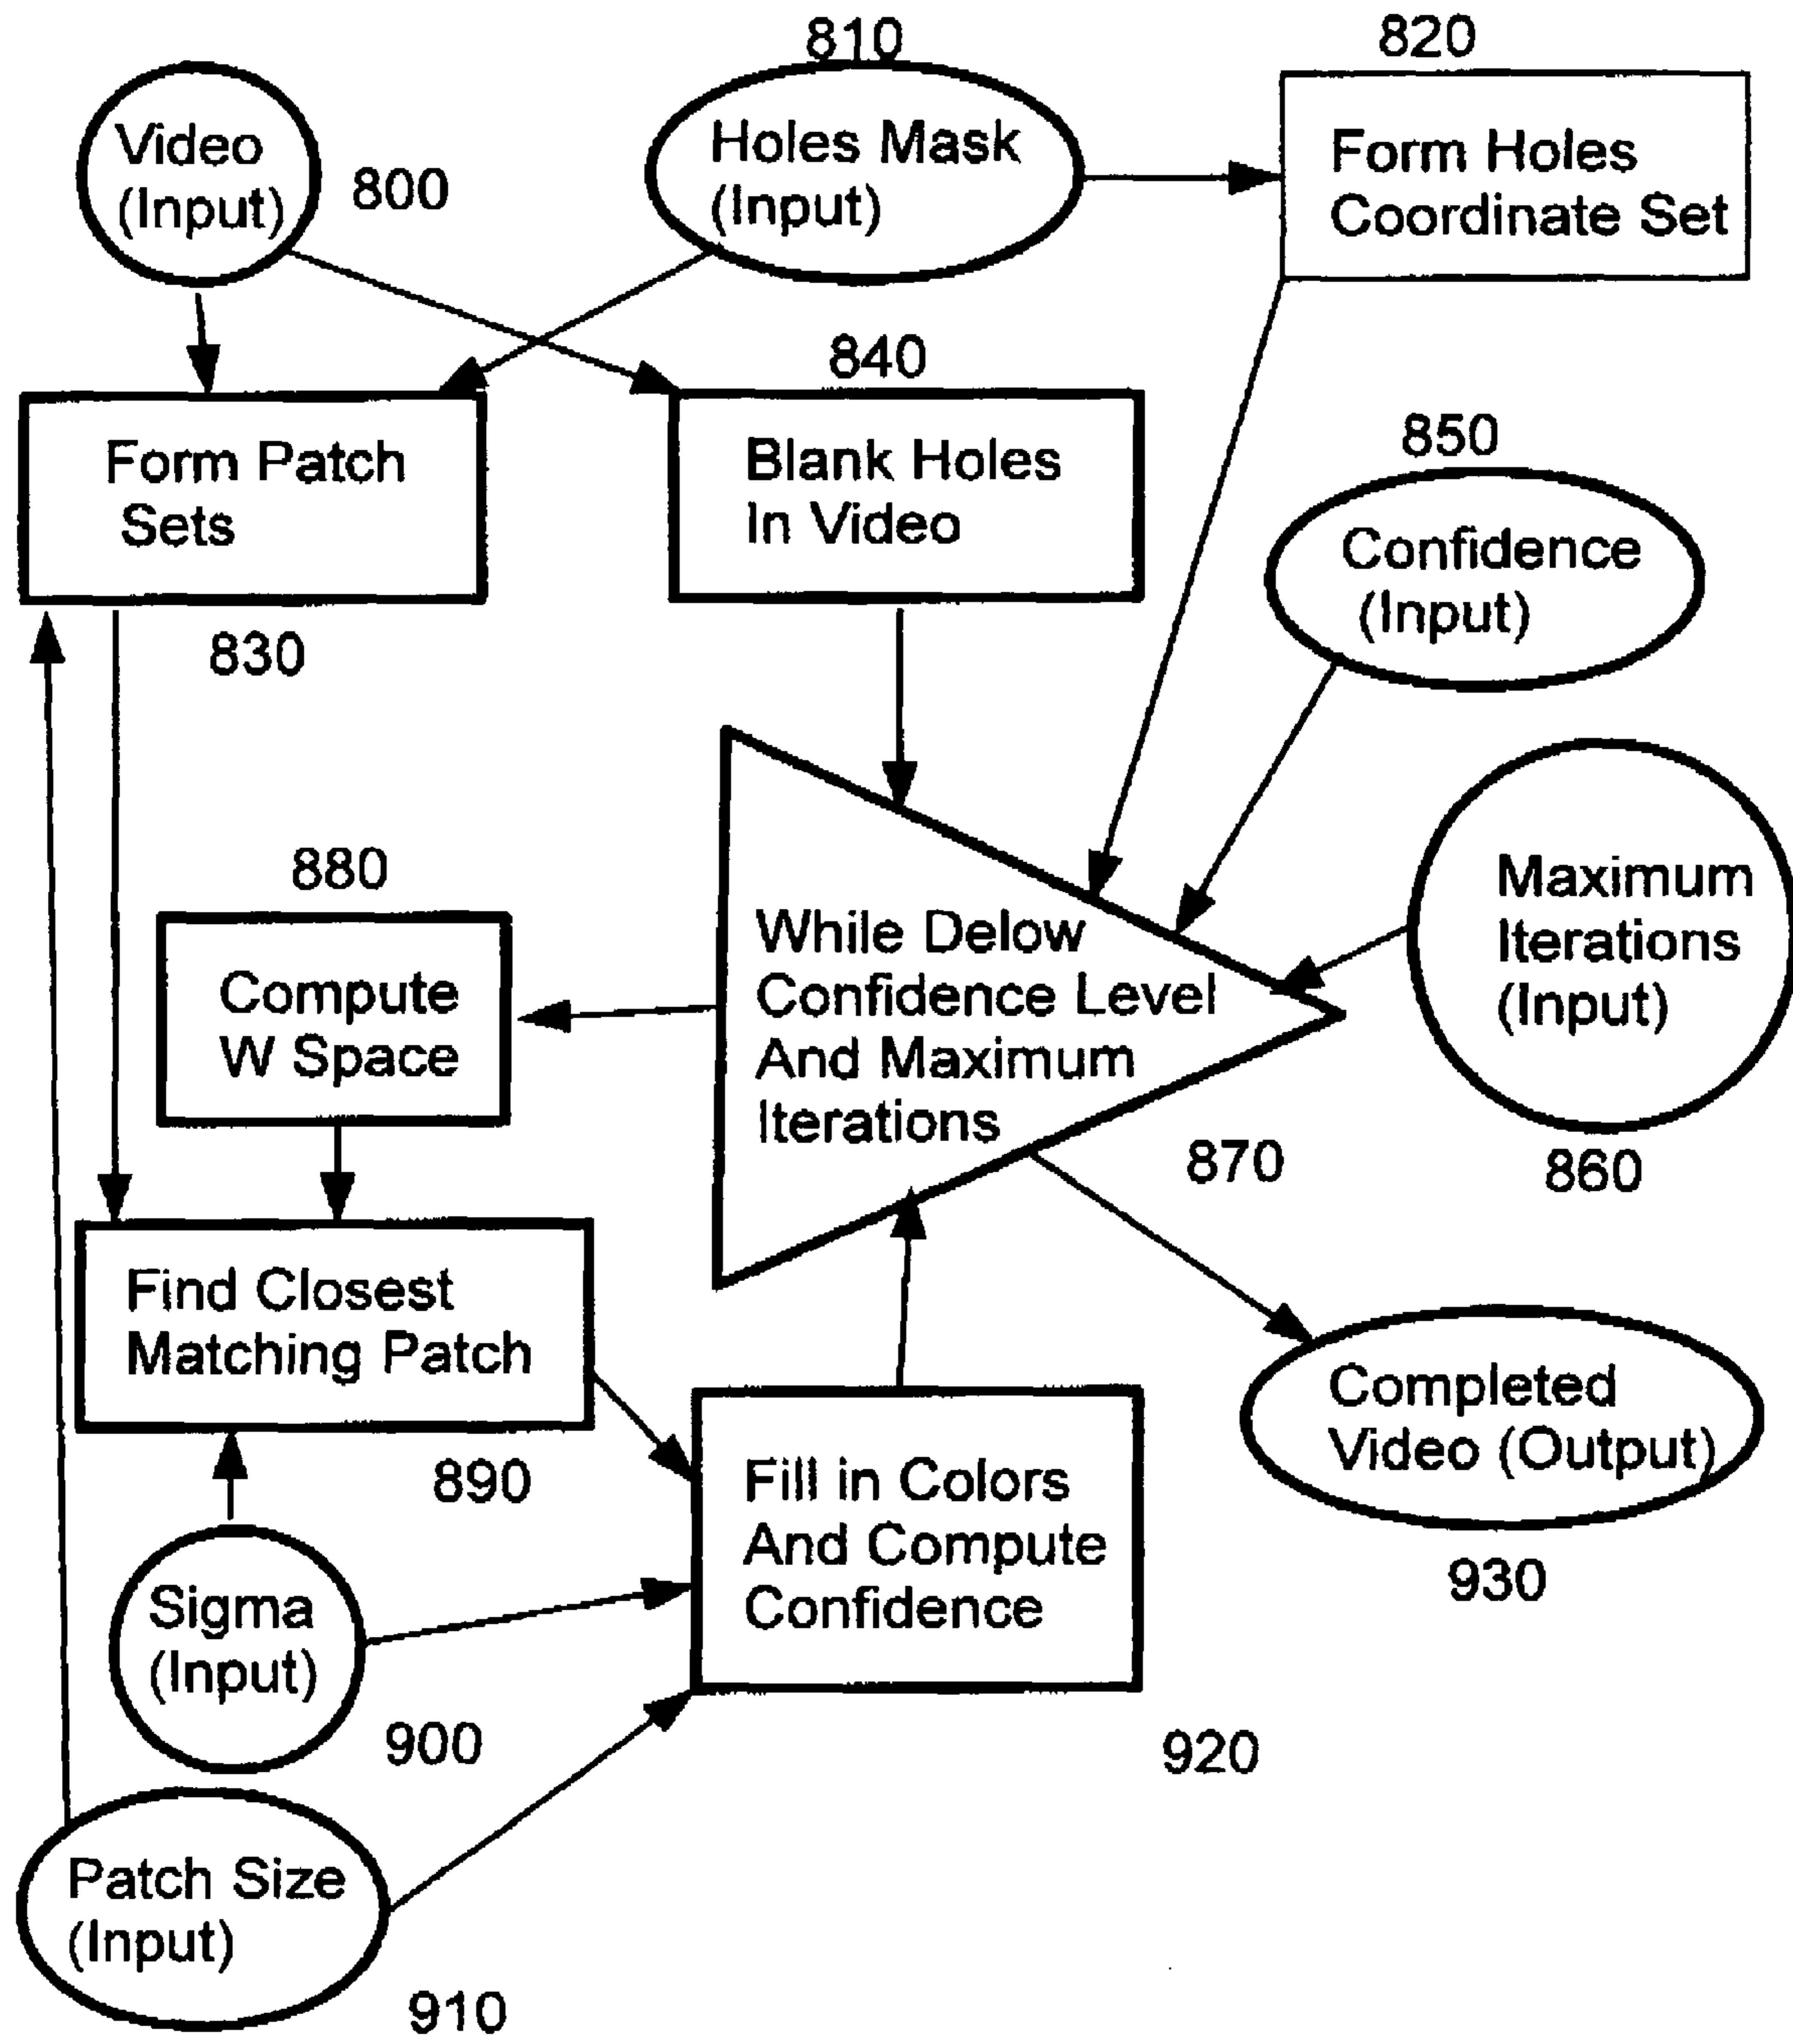 810
820
Video
(Input)
800
Holes Mask
(Input)
Form Holes
Coordinate Set
840
850
Form Patch
Sets
Blank Holes
In Video
Confidence
(Input)
830
880
Maximum
Iterations
(Input)
While Delow
Confidence Level
And Maximum
Iterations
Compute
W Space
870
860
Find Closest
Matching Patch
Completed
Video (Output)
890
Fill in Colors
And Compute
Confidence
930
Sigma
(Input)
900
920
Patch Size
(Input)
910